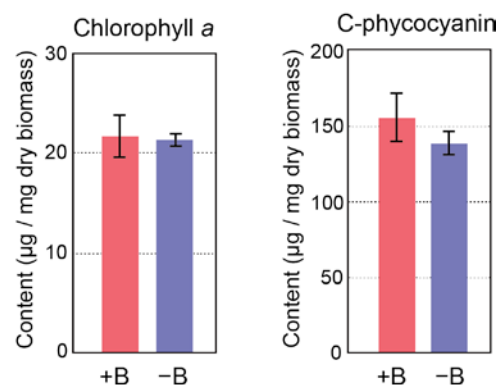 Chlorophyll a
Content (µg / mg dry biomass)
30
20
10
0
+B −B
C-phycocyanin
Content (µg / mg dry biomass)
200
150
100
50
0
+B −B